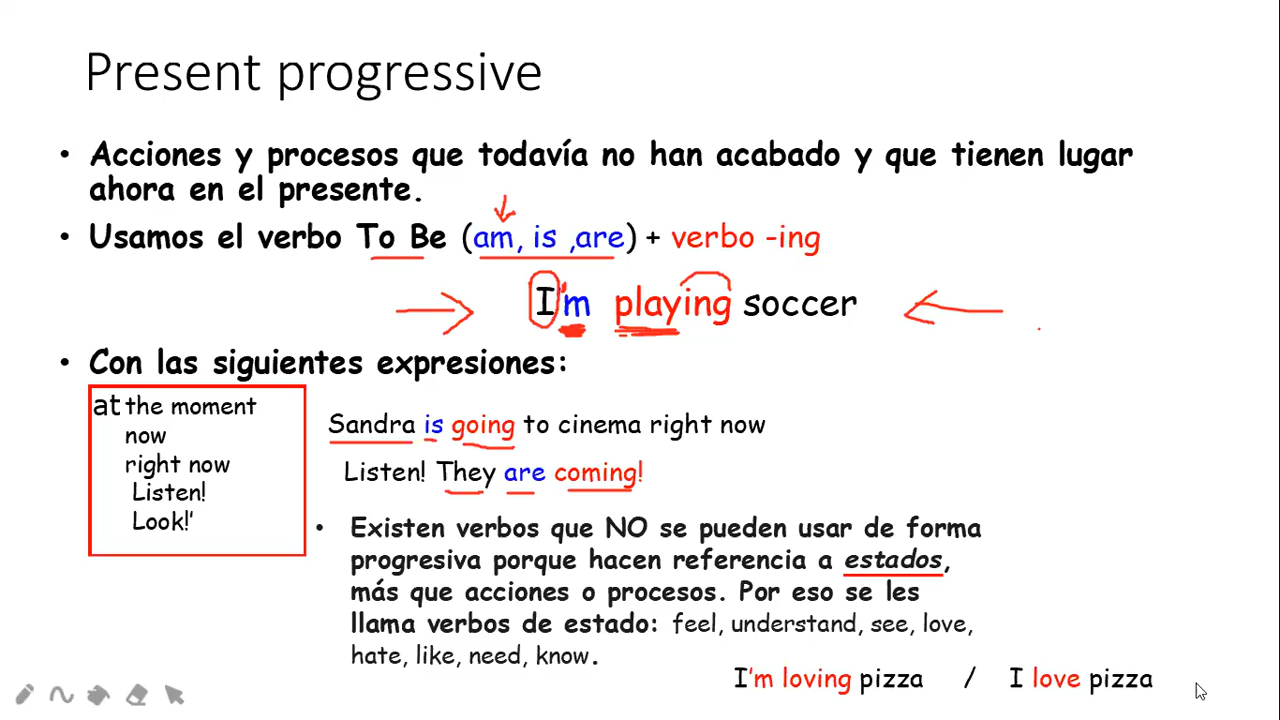 Present progressive
• Acciones y procesos que todavía no han acabado y que tienen lugar
ahora en el presente.
• Usamos el verbo To Be (am, is ,are) + verbo -ing
I'm playing soccer
• Con las siguientes expresiones:
at the moment
now
right now
Listen!
Look!'
Sandra is going to cinema right now
Listen! They are coming!
• Existen verbos que NO se pueden usar de forma
progresiva porque hacen referencia a estados,
más que acciones o procesos. Por eso se les
llama verbos de estado: feel, understand, see, love,
hate, like, need, know.
I'm loving pizza / I love pizza